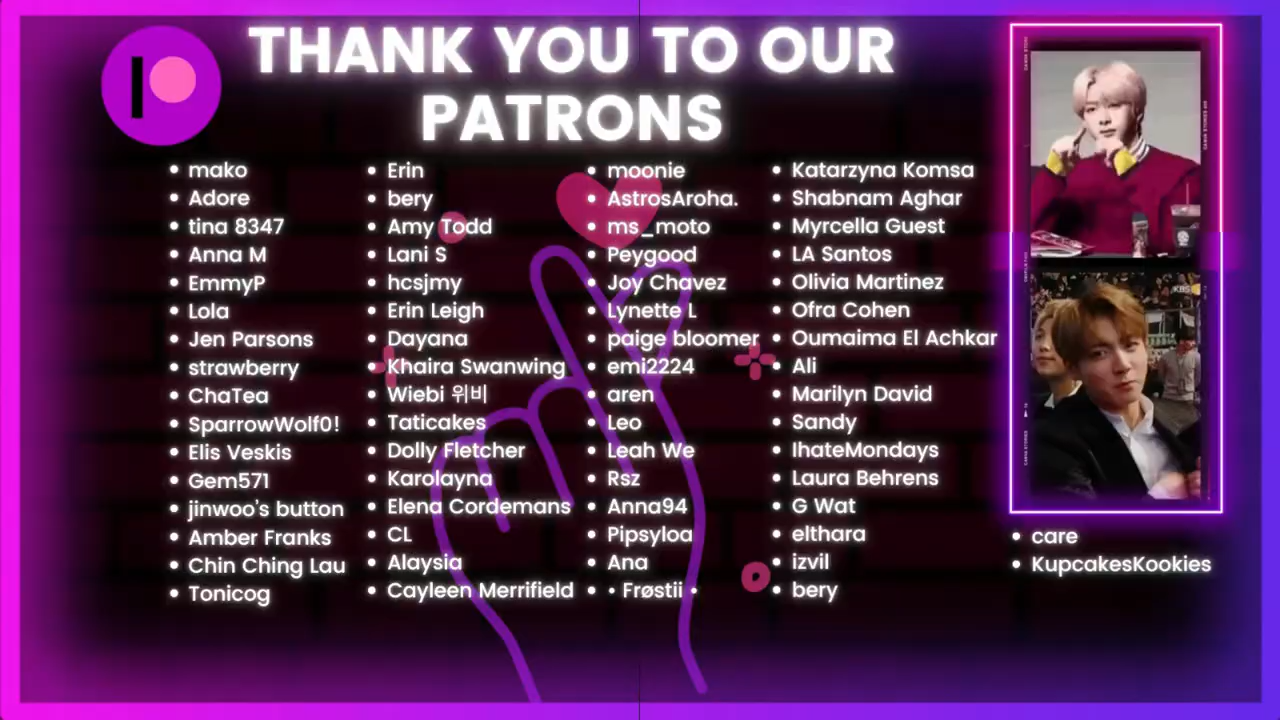 THANK YOU TO OUR
PATRONS
mako
Adore
tina 8347
Anna M
EmmyP
Lola
Jen Parsons
strawberry
ChaTea
SparrowWolf0!
Elis Veskis
Gem571
jinwoo's button
Amber Franks
Chin Ching Lau
Tonicog
Erin
bery
Amy Todd
Lani S
hcsjmy
Erin Leigh
Dayana
Khaira Swanwing
Wiebi 위비
Taticakes
Dolly Fletcher
Karolayna
Elena Cordemans
CL
Alaysia
Cayleen Merrifield
moonie
AstrosAroha.
ms_moto
Peygood
Joy Chavez
Lynette L
paige bloomer
emi2224
aren
Leo
Leah We
Rsz
Anna94
Pipsyloa
Ana
• Frøstii •
Katarzyna Komsa
Shabnam Aghar
Myrcella Guest
LA Santos
Olivia Martinez
Ofra Cohen
Oumaima El Achkar
Ali
Marilyn David
Sandy
IhateMondays
Laura Behrens
G Wat
elthara
izvil
bery
KBS
care
KupcakesKookies